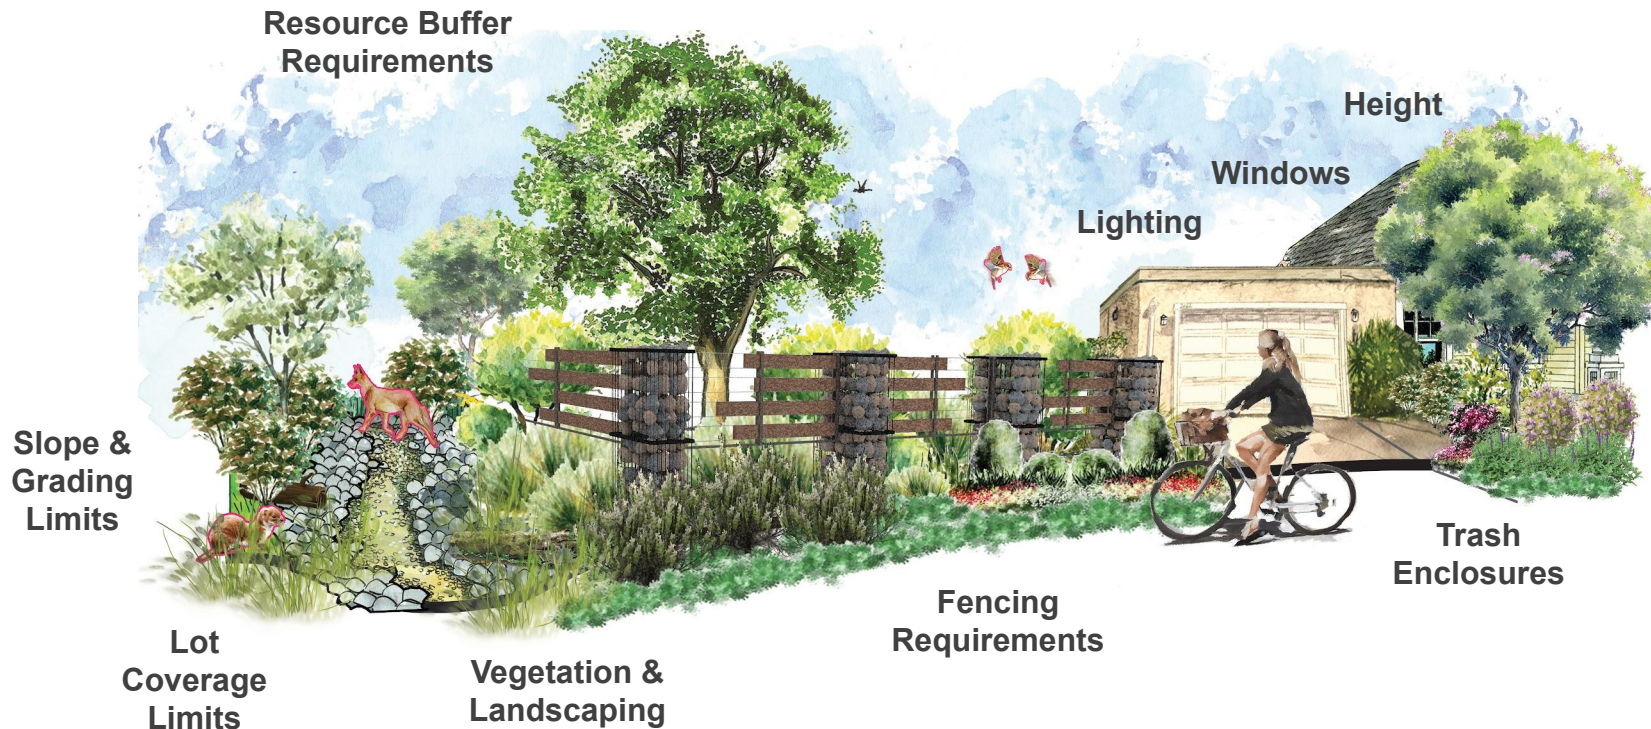 Resource Buffer
Requirements
Height
Windows
Lighting
Slope &
Grading
Limits
Trash
Enclosures
Fencing
Requirements
Lot
Coverage
Limits
Vegetation &
Landscaping